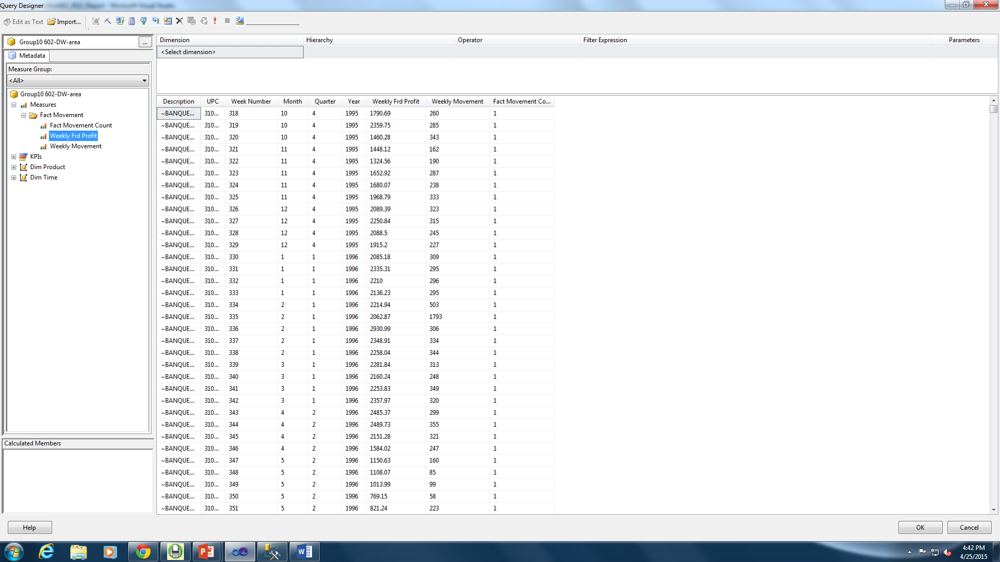 Query Designer
Edit as Text Import...
Group10 602-DW-area ...
Metadata
Measure Group:
<All>
Group10 602-DW-area
Measures
Fact Movement
Fact Movement Count
Weekly Frd Profit
Weekly Movement
KPIs
Dim Product
Dim Time
Calculated Members
Dimension Hierarchy Operator Filter Expression Parameters
<Select dimension>
Description UPC Week Number Month Quarter Year Weekly Frd Profit Weekly Movement Fact Movement Co...
~BANQUE... 310... 318 10 4 1995 1790.69 260 1
~BANQUE... 310... 319 10 4 1995 2359.75 285 1
~BANQUE... 310... 320 10 4 1995 1460.28 343 1
~BANQUE... 310... 321 11 4 1995 1448.12 162 1
~BANQUE... 310... 322 11 4 1995 1324.56 190 1
~BANQUE... 310... 323 11 4 1995 1652.92 287 1
~BANQUE... 310... 324 11 4 1995 1680.07 238 1
~BANQUE... 310... 325 11 4 1995 1968.79 333 1
~BANQUE... 310... 326 12 4 1995 2089.39 323 1
~BANQUE... 310... 327 12 4 1995 2250.84 315 1
~BANQUE... 310... 328 12 4 1995 2088.5 245 1
~BANQUE... 310... 329 12 4 1995 1915.2 227 1
~BANQUE... 310... 330 1 1 1996 2085.18 309 1
~BANQUE... 310... 331 1 1 1996 2335.31 295 1
~BANQUE... 310... 332 1 1 1996 2210 296 1
~BANQUE... 310... 333 1 1 1996 2136.23 295 1
~BANQUE... 310... 334 2 1 1996 2214.94 503 1
~BANQUE... 310... 335 2 1 1996 2062.87 1793 1
~BANQUE... 310... 336 2 1 1996 2930.99 306 1
~BANQUE... 310... 337 2 1 1996 2348.91 334 1
~BANQUE... 310... 338 2 1 1996 2258.04 344 1
~BANQUE... 310... 339 3 1 1996 2281.84 313 1
~BANQUE... 310... 340 3 1 1996 2160.24 248 1
~BANQUE... 310... 341 3 1 1996 2253.83 349 1
~BANQUE... 310... 342 3 1 1996 2357.97 320 1
~BANQUE... 310... 343 4 2 1996 2485.37 299 1
~BANQUE... 310... 344 4 2 1996 2489.73 355 1
~BANQUE... 310... 345 4 2 1996 2151.28 321 1
~BANQUE... 310... 346 4 2 1996 1584.02 247 1
~BANQUE... 310... 347 5 2 1996 1150.63 160 1
~BANQUE... 310... 348 5 2 1996 1108.07 85 1
~BANQUE... 310... 349 5 2 1996 1013.99 99 1
~BANQUE... 310... 350 5 2 1996 769.15 58 1
~BANQUE... 310... 351 5 2 1996 821.24 223 1
Help OK Cancel
4:42 PM
4/25/2015